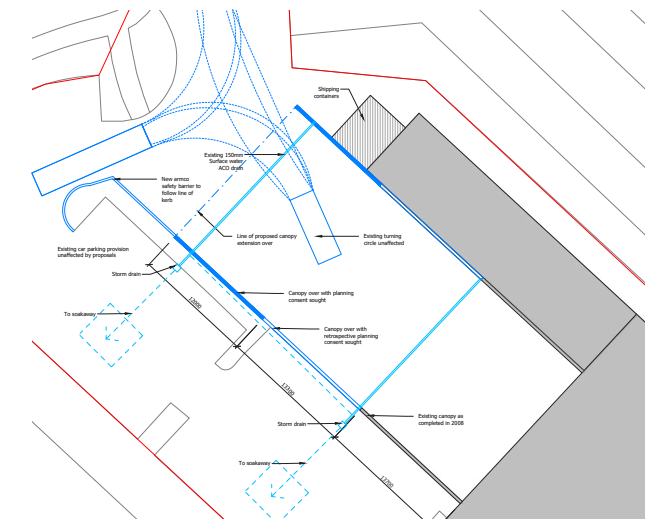 Shipping
containers
Existing 150mm
Surface water
ACO drain
New armco
safety barrier to
follow line of
kerb
Line of proposed canopy
extension over
Existing turning
circle unaffected
Existing car parking provision
unaffected by proposals
Storm drain
Canopy over with planning
consent sought
To soakaway
12000
Canopy over with
retrospective planning
consent sought
13300
Existing canopy as
completed in 2008
Storm drain
To soakaway
13700